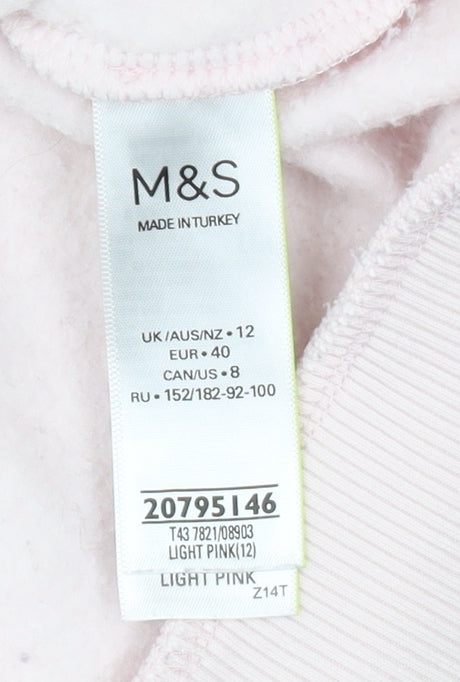 M&S
MADE IN TURKEY
UK/AUS/NZ • 12
EUR • 40
CAN/US • 8
RU • 152/182-92-100
20795146
T43 7821/08903
LIGHT PINK(12)
LIGHT PINK
Z14T